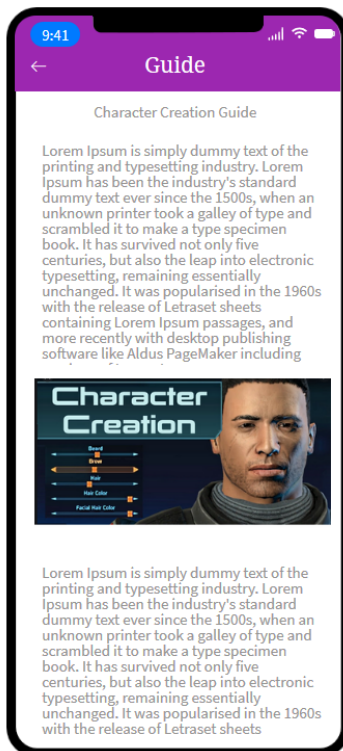 9:41
Guide
Character Creation Guide
Lorem Ipsum is simply dummy text of the
printing and typesetting industry. Lorem
Ipsum has been the industry's standard
dummy text ever since the 1500s, when an
unknown printer took a galley of type and
scrambled it to make a type specimen
book. It has survived not only five
centuries, but also the leap into electronic
typesetting, remaining essentially
unchanged. It was popularised in the 1960s
with the release of Letraset sheets
containing Lorem Ipsum passages, and
more recently with desktop publishing
software like Aldus PageMaker including
Character
Creation
Beard
Brow
Hair
Hair Color
Facial Hair Color
Lorem Ipsum is simply dummy text of the
printing and typesetting industry. Lorem
Ipsum has been the industry's standard
dummy text ever since the 1500s, when an
unknown printer took a galley of type and
scrambled it to make a type specimen
book. It has survived not only five
centuries, but also the leap into electronic
typesetting, remaining essentially
unchanged. It was popularised in the 1960s
with the release of Letraset sheets